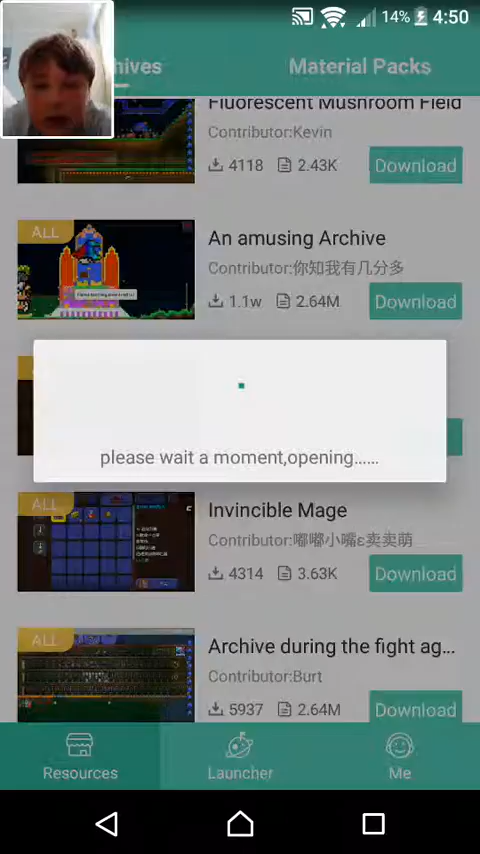 14% 4:50
hives
Material Packs
Fluorescent Mushroom Field
Contributor:Kevin
4118 2.43K
Download
ALL
An amusing Archive
Contributor:你知我有几分多
1.1w 2.64M
Download
please wait a moment,opening......
ALL
Invincible Mage
Contributor:嘟嘟小嘴ε卖卖萌
4314 3.63K
Download
ALL
Archive during the fight ag...
Contributor:Burt
5937 2.64M
Download
Resources
Launcher
Me